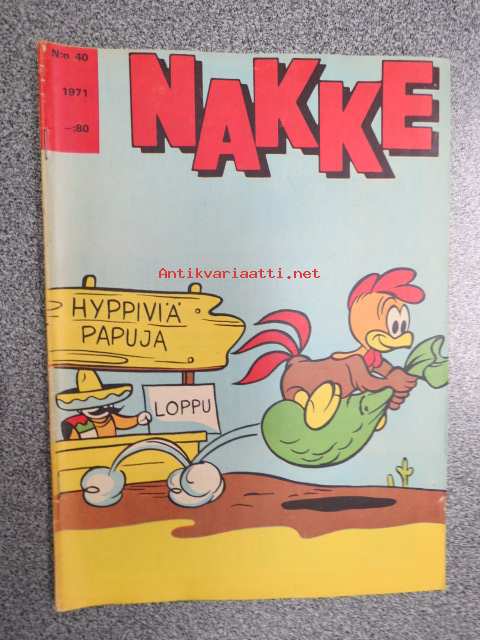 N:o 40
1971
-:80
NAKKE
Antikvariaatti.net
HYPPIVIÄ
PAPUJA
LOPPU